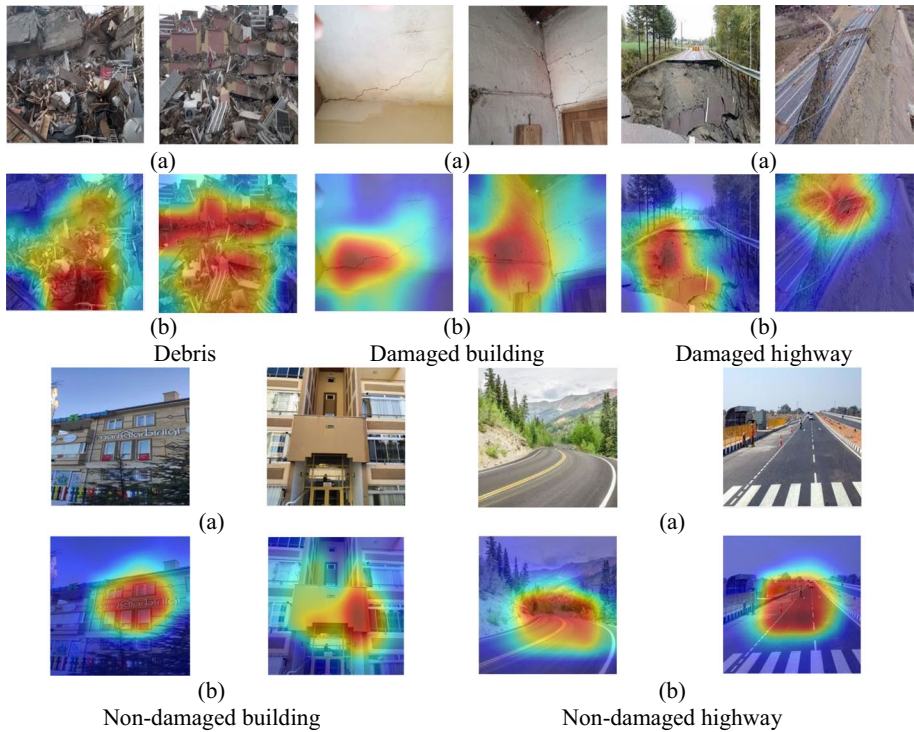 (a) (a) (a)
(b) (b) (b)
Debris Damaged building Damaged highway
(a) (a)
(b) (b)
Non-damaged building Non-damaged highway